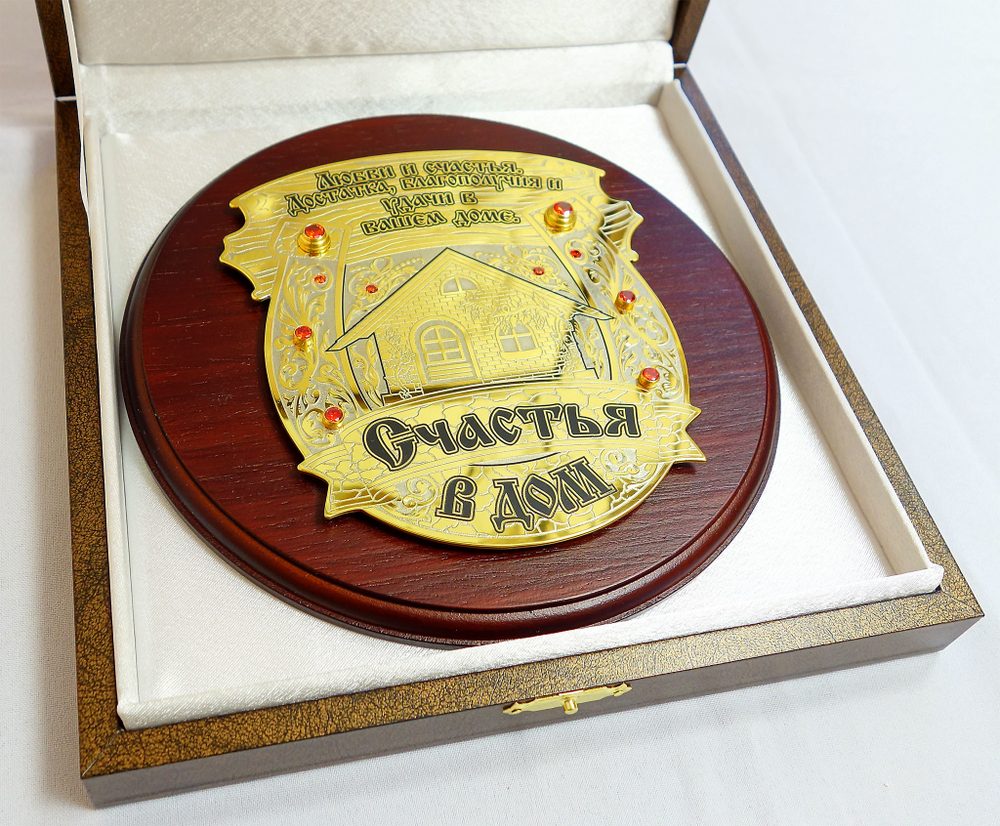 Любви и счастья,
Достатка, благополучия и
удачи в
вашем доме.
Счастья
в дом